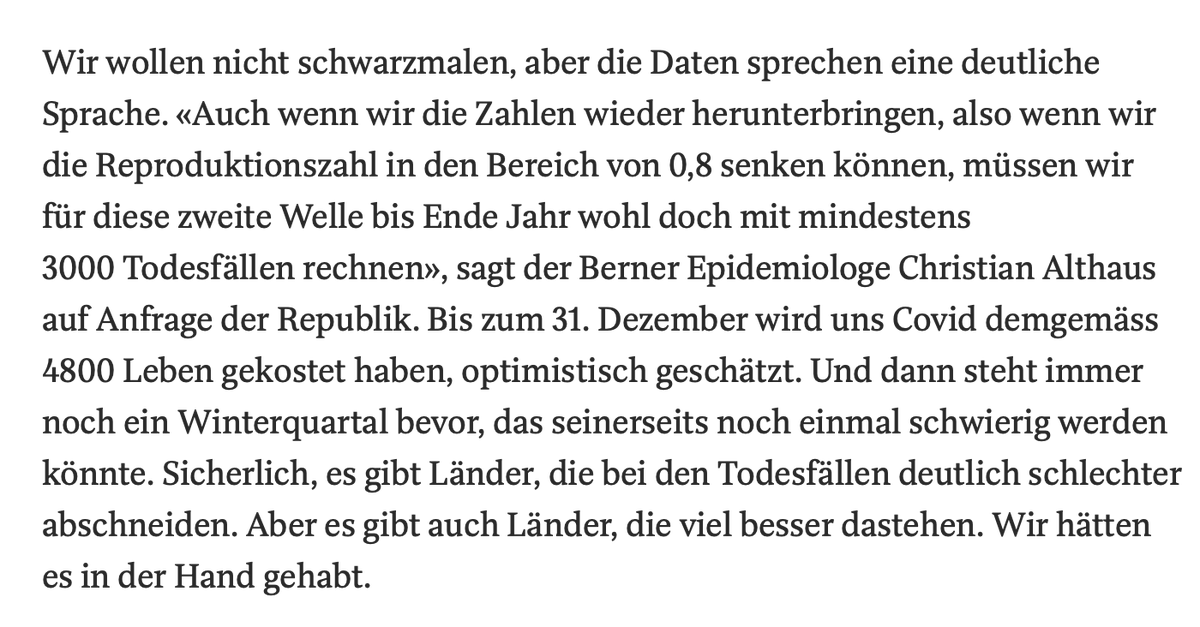 Wir wollen nicht schwarzmalen, aber die Daten sprechen eine deutliche
Sprache. «Auch wenn wir die Zahlen wieder herunterbringen, also wenn wir
die Reproduktionszahl in den Bereich von 0,8 senken können, müssen wir
für diese zweite Welle bis Ende Jahr wohl doch mit mindestens
3000 Todesfällen rechnen», sagt der Berner Epidemiologe Christian Althaus
auf Anfrage der Republik. Bis zum 31. Dezember wird uns Covid demgemäss
4800 Leben gekostet haben, optimistisch geschätzt. Und dann steht immer
noch ein Winterquartal bevor, das seinerseits noch einmal schwierig werden
könnte. Sicherlich, es gibt Länder, die bei den Todesfällen deutlich schlechter
abschneiden. Aber es gibt auch Länder, die viel besser dastehen. Wir hätten
es in der Hand gehabt.